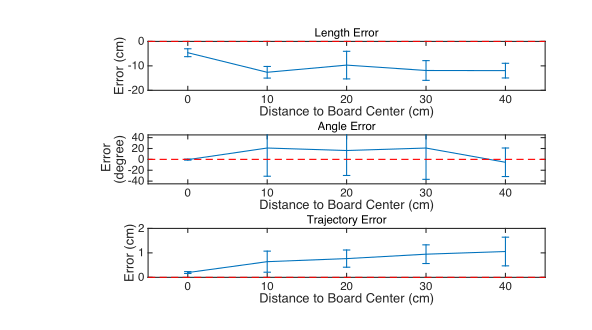 Length Error
Error (cm)
0
-10
-20
0 10 20 30 40
Distance to Board Center (cm)
Angle Error
Error
(degree)
40
20
0
-20
-40
0 10 20 30 40
Distance to Board Center (cm)
Trajectory Error
Error (cm)
2
1
0
0 10 20 30 40
Distance to Board Center (cm)